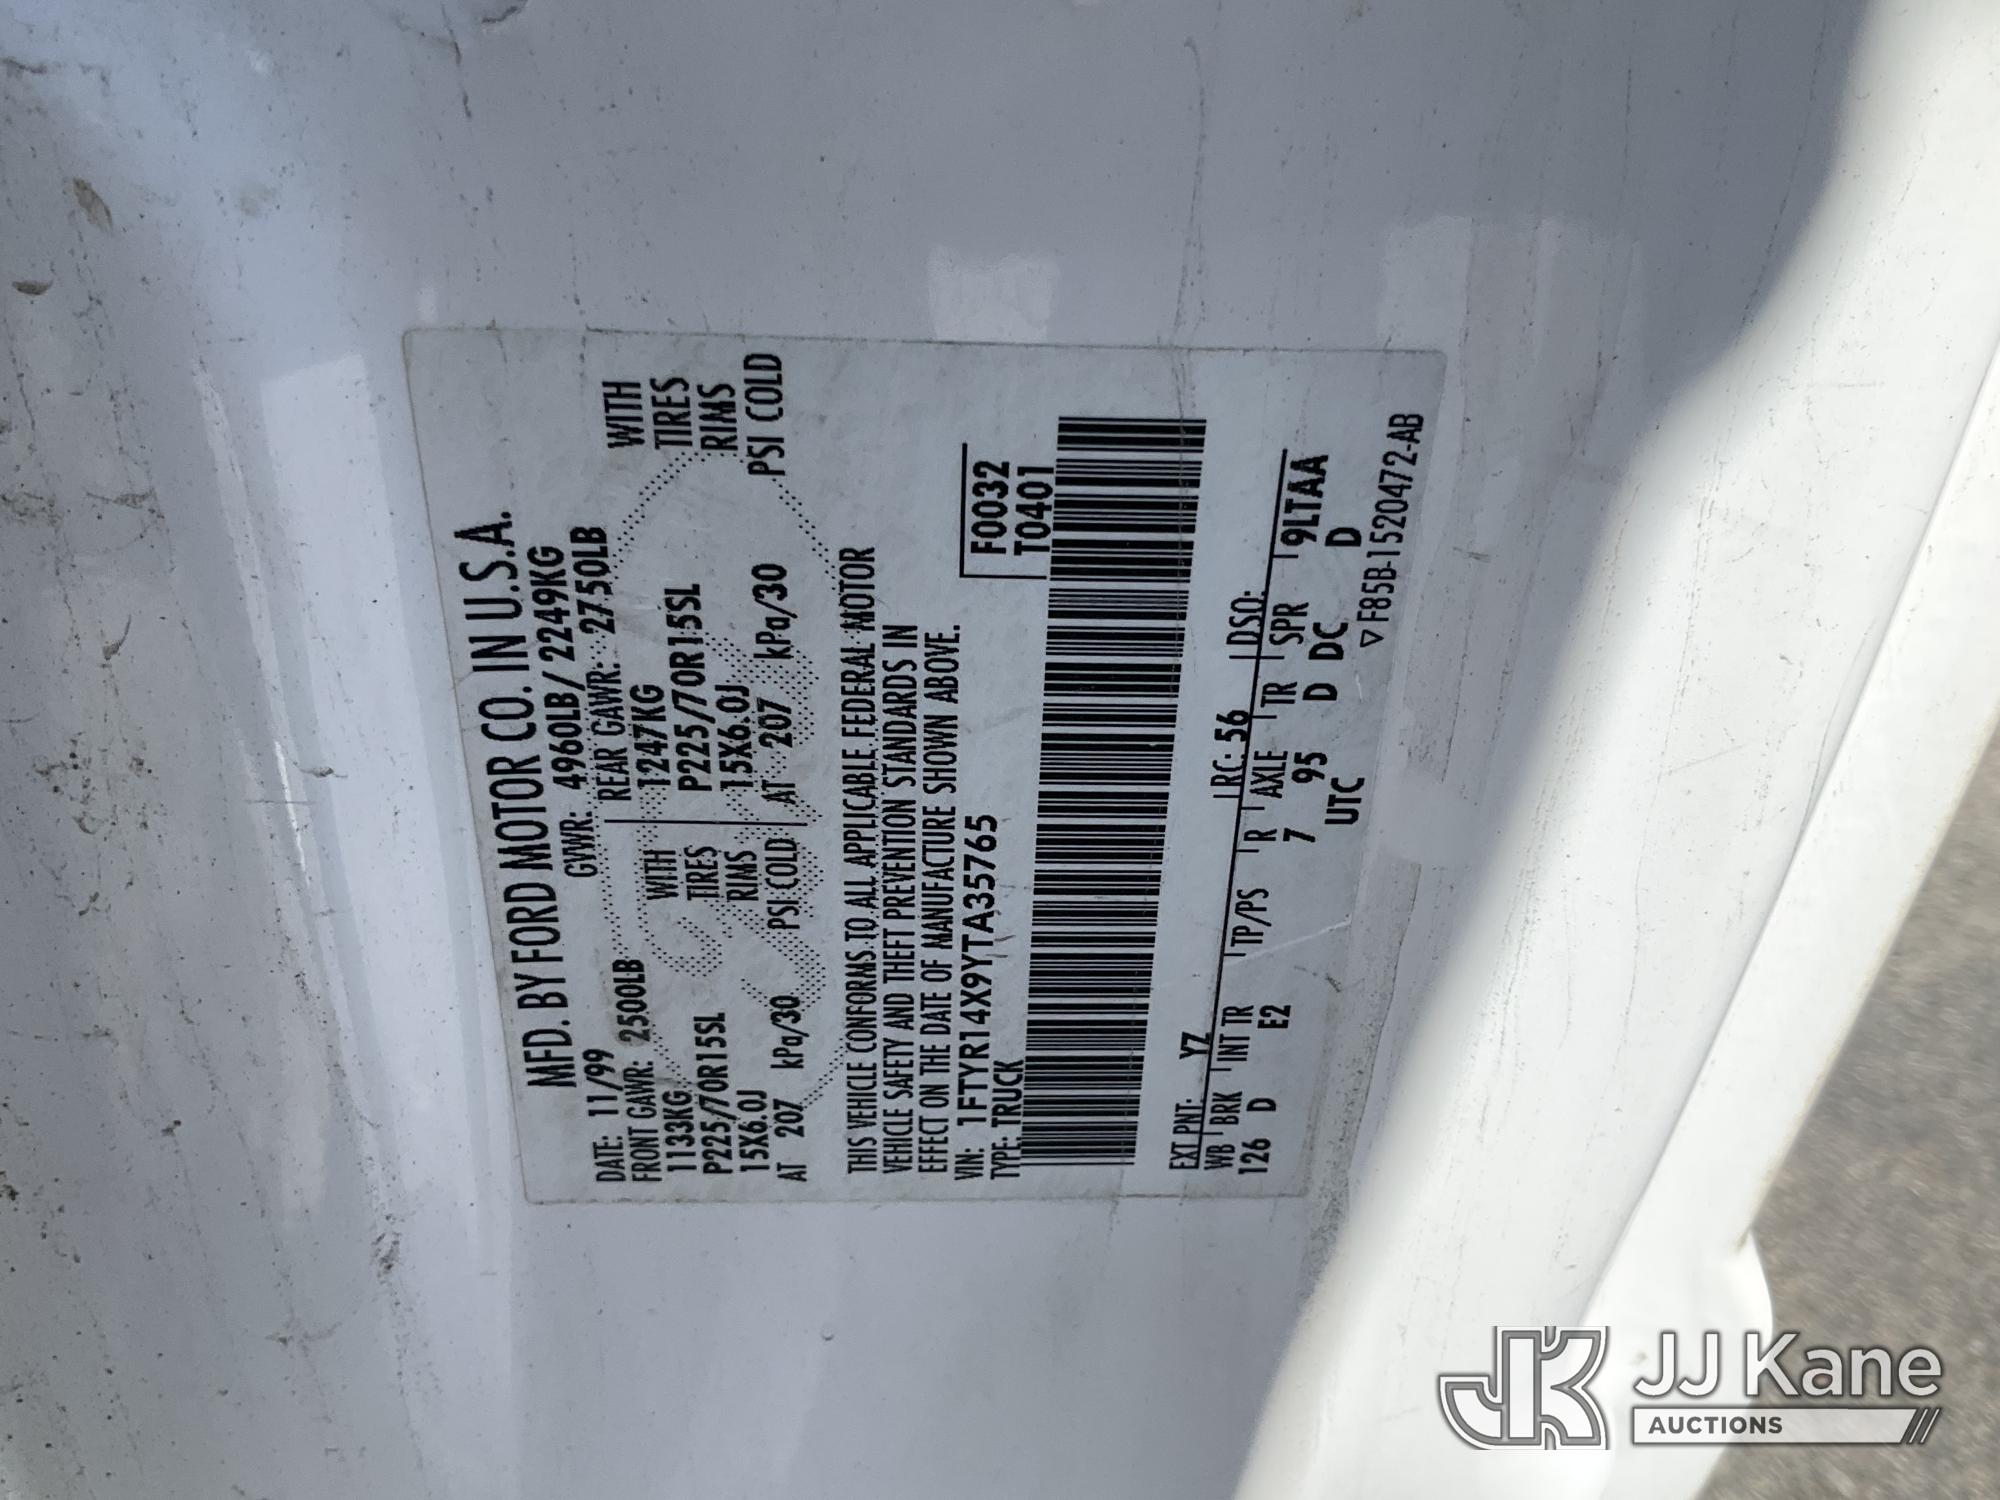 MFD. BY FORD MOTOR CO. IN U.S.A.
DATE: 11/99 GVWR: 4960LB/ 2249KG
FRONT GAWR: 2500LB REAR GAWR: 2750LB
1133KG WITH 1247KG WITH
P225/70R15SL TIRES P225/70R15SL TIRES
15X6.0J RIMS 15X6.0J RIMS
AT 207 kPa/30 PSI COLD AT 207 kPa/30 PSI COLD
THIS VEHICLE CONFORMS TO ALL APPLICABLE FEDERAL MOTOR
VEHICLE SAFETY AND THEFT PREVENTION STANDARDS IN
EFFECT ON THE DATE OF MANUFACTURE SHOWN ABOVE.
VIN: 1FTYR14X9YTA35765 F0032
TYPE: TRUCK T0401
EXT PNT: YZ RC: 56 DSO:
WB BRK INT TR TP/PS R AXLE TR SPR 9LTAA
126 D E2 7 95 D DC D
UTC
▽ F85B-1520472-AB
JJ Kane
AUCTIONS